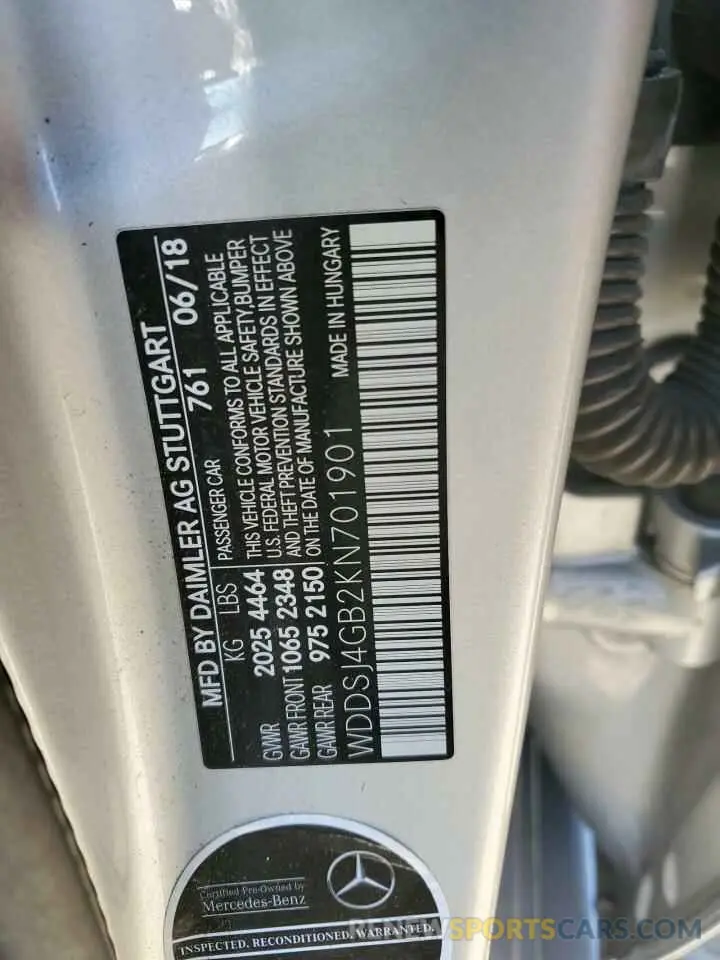 MFD BY DAIMLER AG STUTTGART
761 06/18
KG LBS PASSENGER CAR
GWWR 2025 4464 THIS VEHICLE CONFORMS TO ALL APPLICABLE
U.S. FEDERAL MOTOR VEHICLE SAFETY, BUMPER
GAWR FRONT 1065 2348 AND THEFT PREVENTION STANDARDS IN EFFECT
GAWR REAR 975 2150 ON THE DATE OF MANUFACTURE SHOWN ABOVE
WDDSJ4GB2KN701901 MADE IN HUNGARY
Certified Pre-Owned by
Mercedes-Benz
INSPECTED. RECONDITIONED. WARRANTED.
RENEWSPORTSCARS.COM